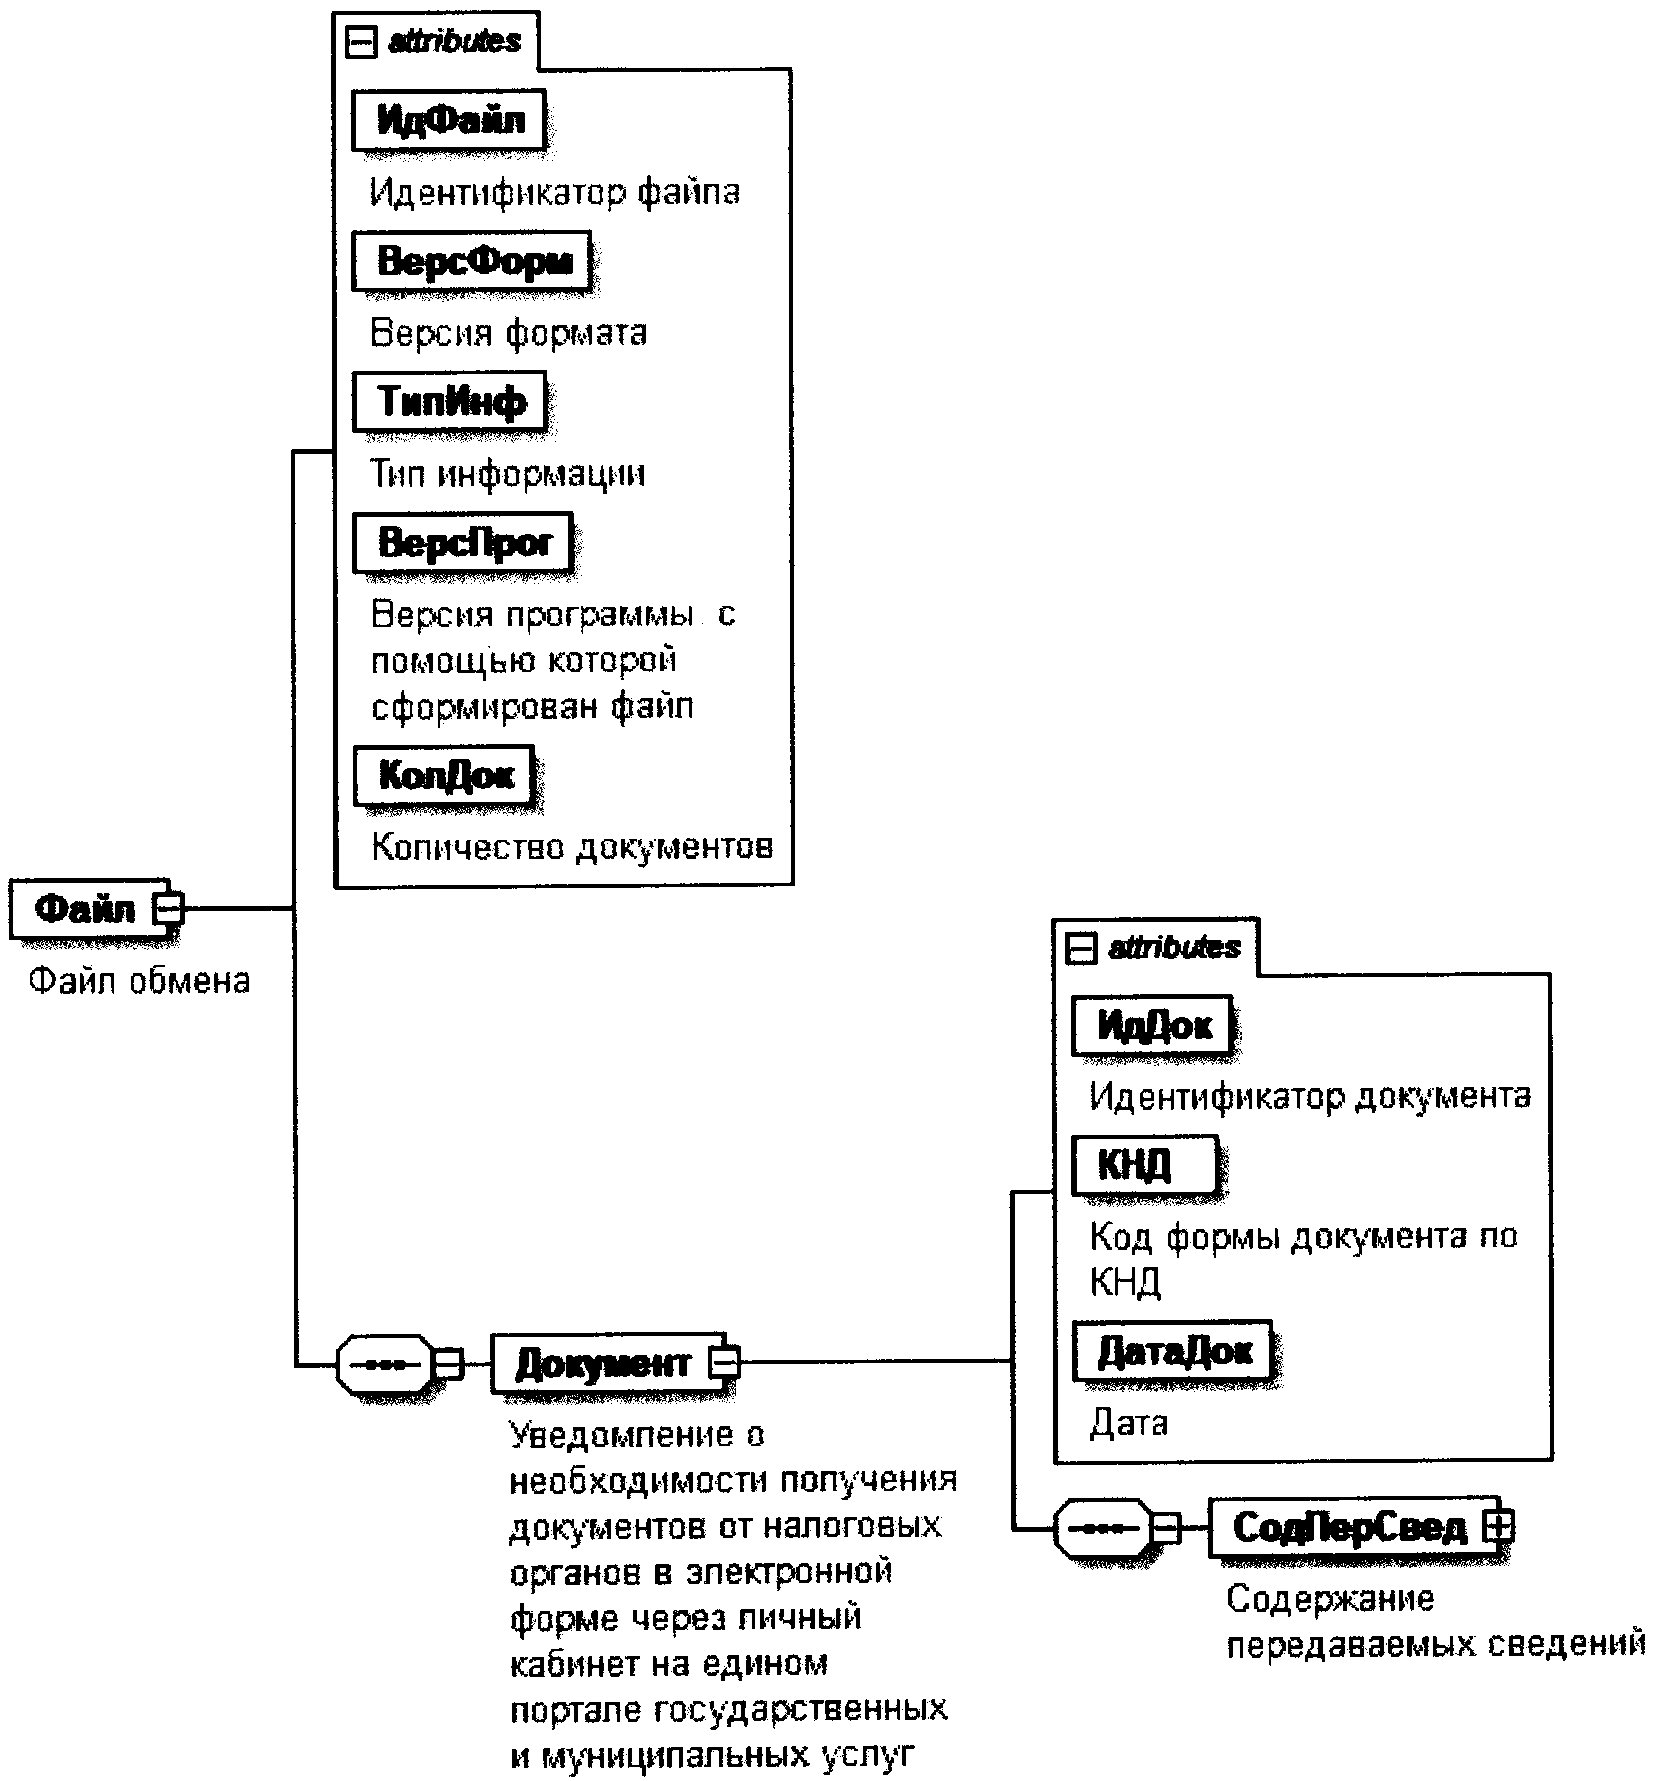 attributes
ИдФайл
Идентификатор файла
ВерсФорм
Версия формата
ТипИнф
Тип информации
ВерсПрог
Версия программы с
помощью которой
сформирован файл
КолДок
Количество документов
Файл
Файл обмена
attributes
ИдДок
Идентификатор документа
КНД
Код формы документа по
КНД
ДатаДок
Дата
Документ
Уведомление о
необходимости получения
документов от налоговых
органов в электронной
форме через личный
кабинет на едином
портале государственных
и муниципальных услуг
СодПерСвед
Содержание
передаваемых сведений